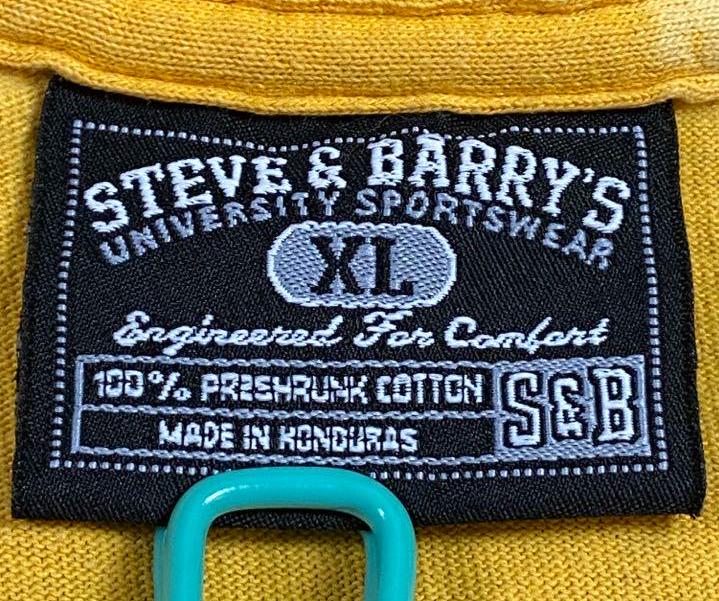 STEVE & BARRY'S
UNIVERSITY SPORTSWEAR
XL
Engineered For Comfort
100% PRESHRUNK COTTON
MADE IN HONDURAS
S&B